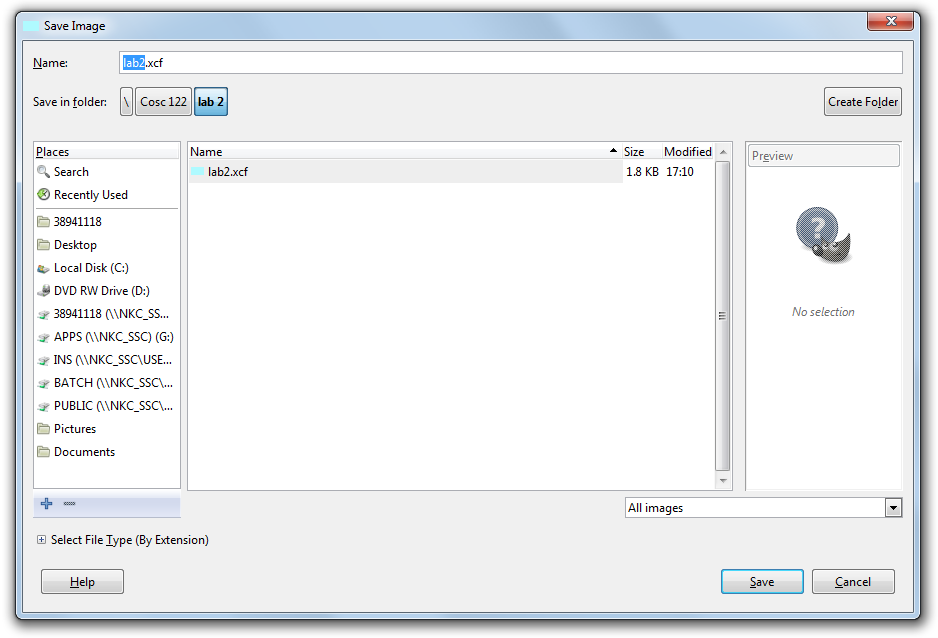 Save Image
Name: lab2.xcf
Save in folder: \ Cosc 122 lab 2 Create Folder
Places Name Size Modified Preview
Search lab2.xcf 1.8 KB 17:10
Recently Used
38941118
Desktop
Local Disk (C:)
DVD RW Drive (D:)
38941118 (\\NKC_SS... No selection
APPS (\\NKC_SSC) (G:)
INS (\\NKC_SSC\USE...
BATCH (\\NKC_SSC\...
PUBLIC (\\NKC_SSC\...
Pictures
Documents
All images
Select File Type (By Extension)
Help Save Cancel